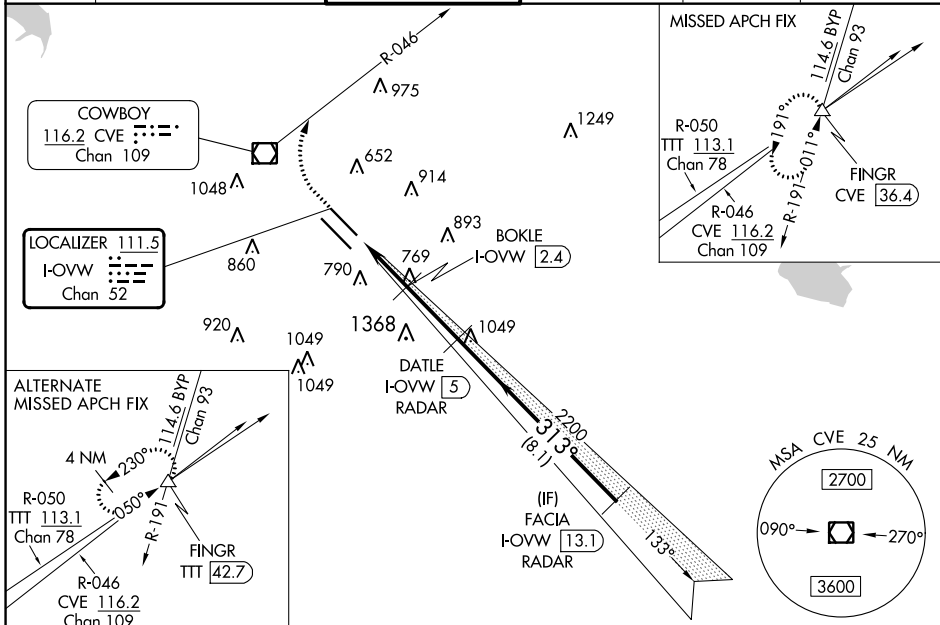 R-046
975
COWBOY
116.2 CVE
Chan 109
1249
652
1048
914
LOCALIZER 111.5
I-OVW
Chan 52
893
BOKLE
I-OVW 2.4
860
790
769
920
1368
1049
1049
1049
DATLE
I-OVW 5
RADAR
2200
313°
(8.1)
(IF)
FACIA
I-OVW 13.1
RADAR
133°
MISSED APCH FIX
114.6 BYP
Chan 93
191°
011°
R-191
R-050
TTT 113.1
Chan 78
R-046
CVE 116.2
Chan 109
FINGR
CVE 36.4
ALTERNATE
MISSED APCH FIX
114.6 BYP
Chan 93
4 NM
230°
050°
R-191
R-050
TTT 113.1
Chan 78
R-046
CVE 116.2
Chan 109
FINGR
TTT 42.7
MSA CVE 25 NM
2700
090°
270°
3600